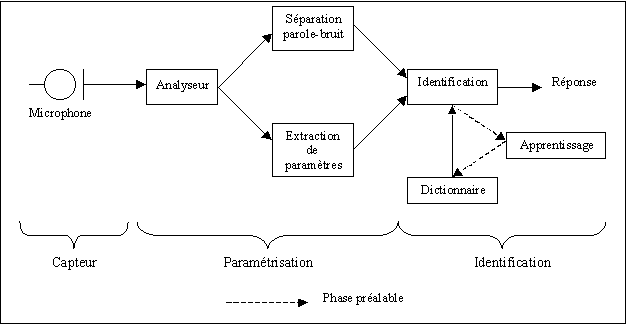 Séparation
parole-bruit
Microphone
Analyseur
Identification
Réponse
Extraction
de
paramètres
Apprentissage
Dictionnaire
Capteur
Paramétrisation
Identification
Phase préalable